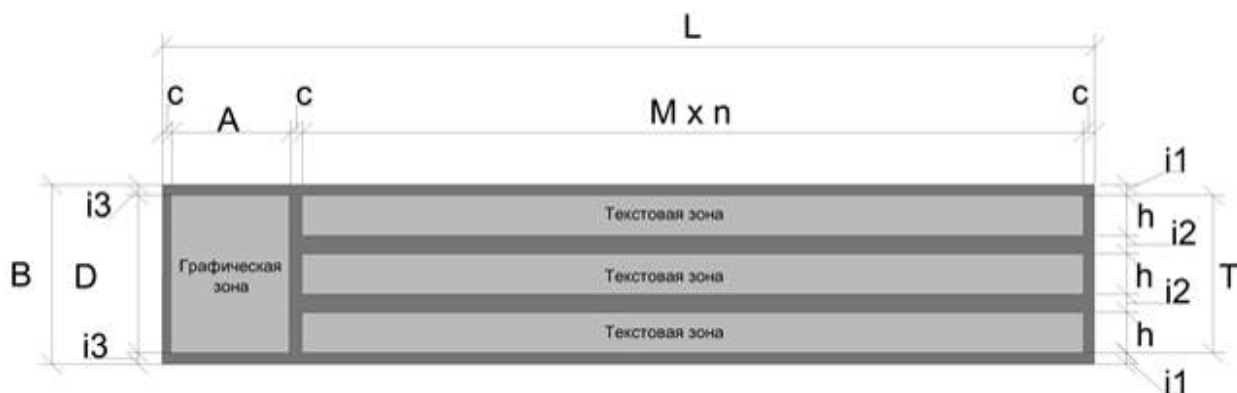 L
c c c
A M x n
i1
i3 Текстовая зона h
i2
B D Графическая зона Текстовая зона h T
i2
i3 Текстовая зона h
i1